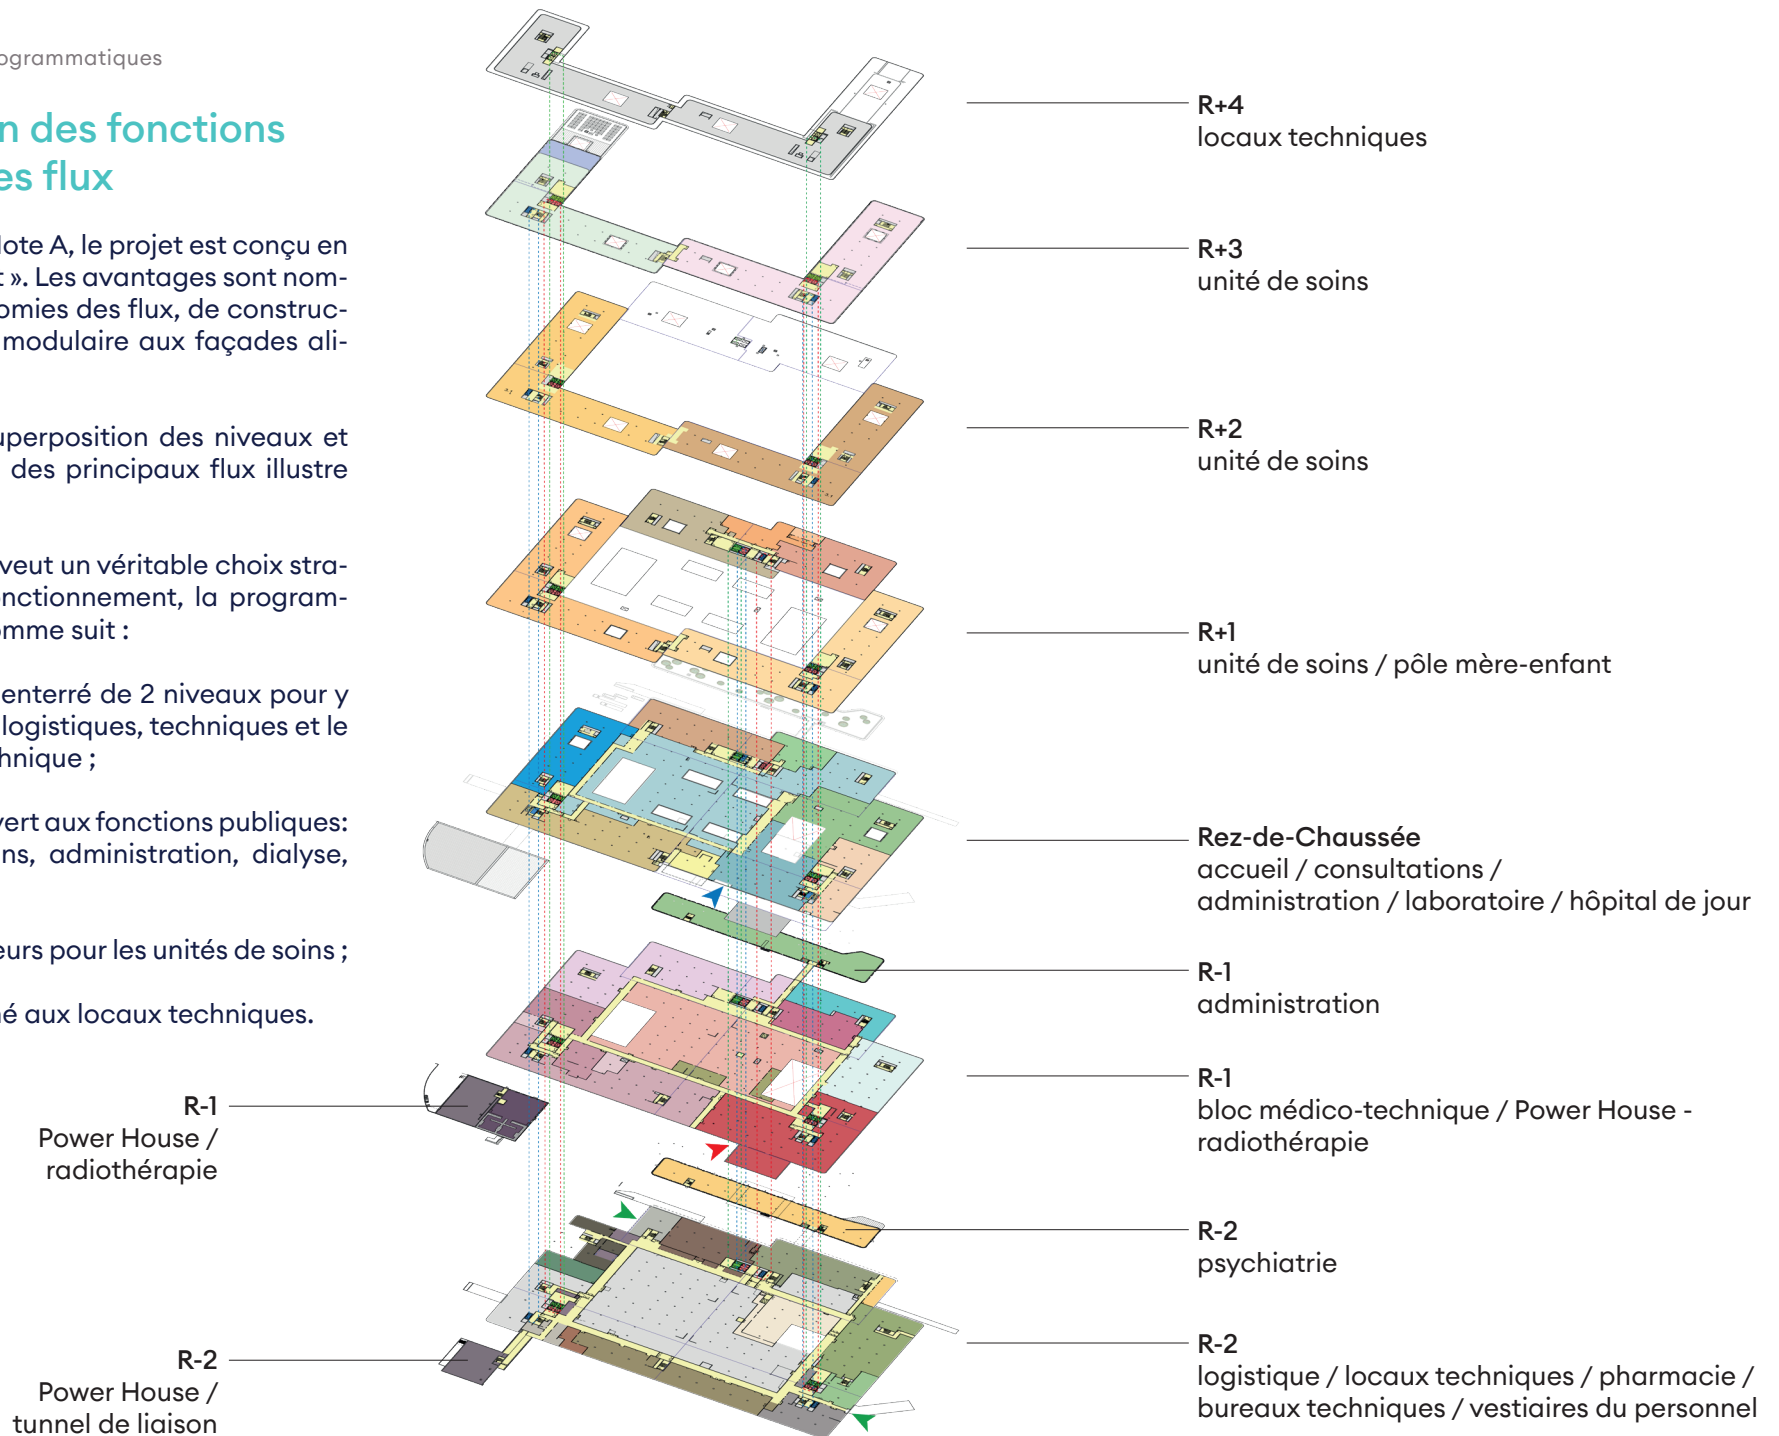 ogrammatiques
n des fonctions
es flux
lote A, le projet est conçu en
t ». Les avantages sont nom-
omies des flux, de construc-
modulaire aux façades ali-
uperposition des niveaux et
des principaux flux illustre
veut un véritable choix stra-
onctionnement, la program-
omme suit :
enterré de 2 niveaux pour y
logistiques, techniques et le
chnique ;
vert aux fonctions publiques:
ns, administration, dialyse,
eurs pour les unités de soins ;
né aux locaux techniques.
R-1
Power House /
radiothérapie
R-2
Power House /
tunnel de liaison
R+4
locaux techniques
R+3
unité de soins
R+2
unité de soins
R+1
unité de soins / pôle mère-enfant
Rez-de-Chaussée
accueil / consultations /
administration / laboratoire / hôpital de jour
R-1
administration
R-1
bloc médico-technique / Power House -
radiothérapie
R-2
psychiatrie
R-2
logistique / locaux techniques / pharmacie /
bureaux techniques / vestiaires du personnel